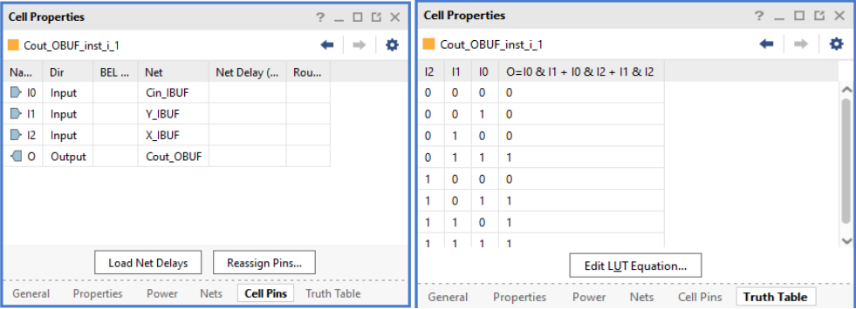 Cell Properties
Cout_OBUF_inst_i_1
Na... Dir BEL ... Net Net Delay (... Rou...
I0 Input Cin_IBUF
I1 Input Y_IBUF
I2 Input X_IBUF
O Output Cout_OBUF
Load Net Delays Reassign Pins...
General Properties Power Nets Cell Pins Truth Table
Cell Properties
Cout_OBUF_inst_i_1
I2 I1 I0 O=I0 & I1 + I0 & I2 + I1 & I2
0 0 0 0
0 0 1 0
0 1 0 0
0 1 1 1
1 0 0 0
1 0 1 1
1 1 0 1
1 1 1 1
Edit LUT Equation...
General Properties Power Nets Cell Pins Truth Table